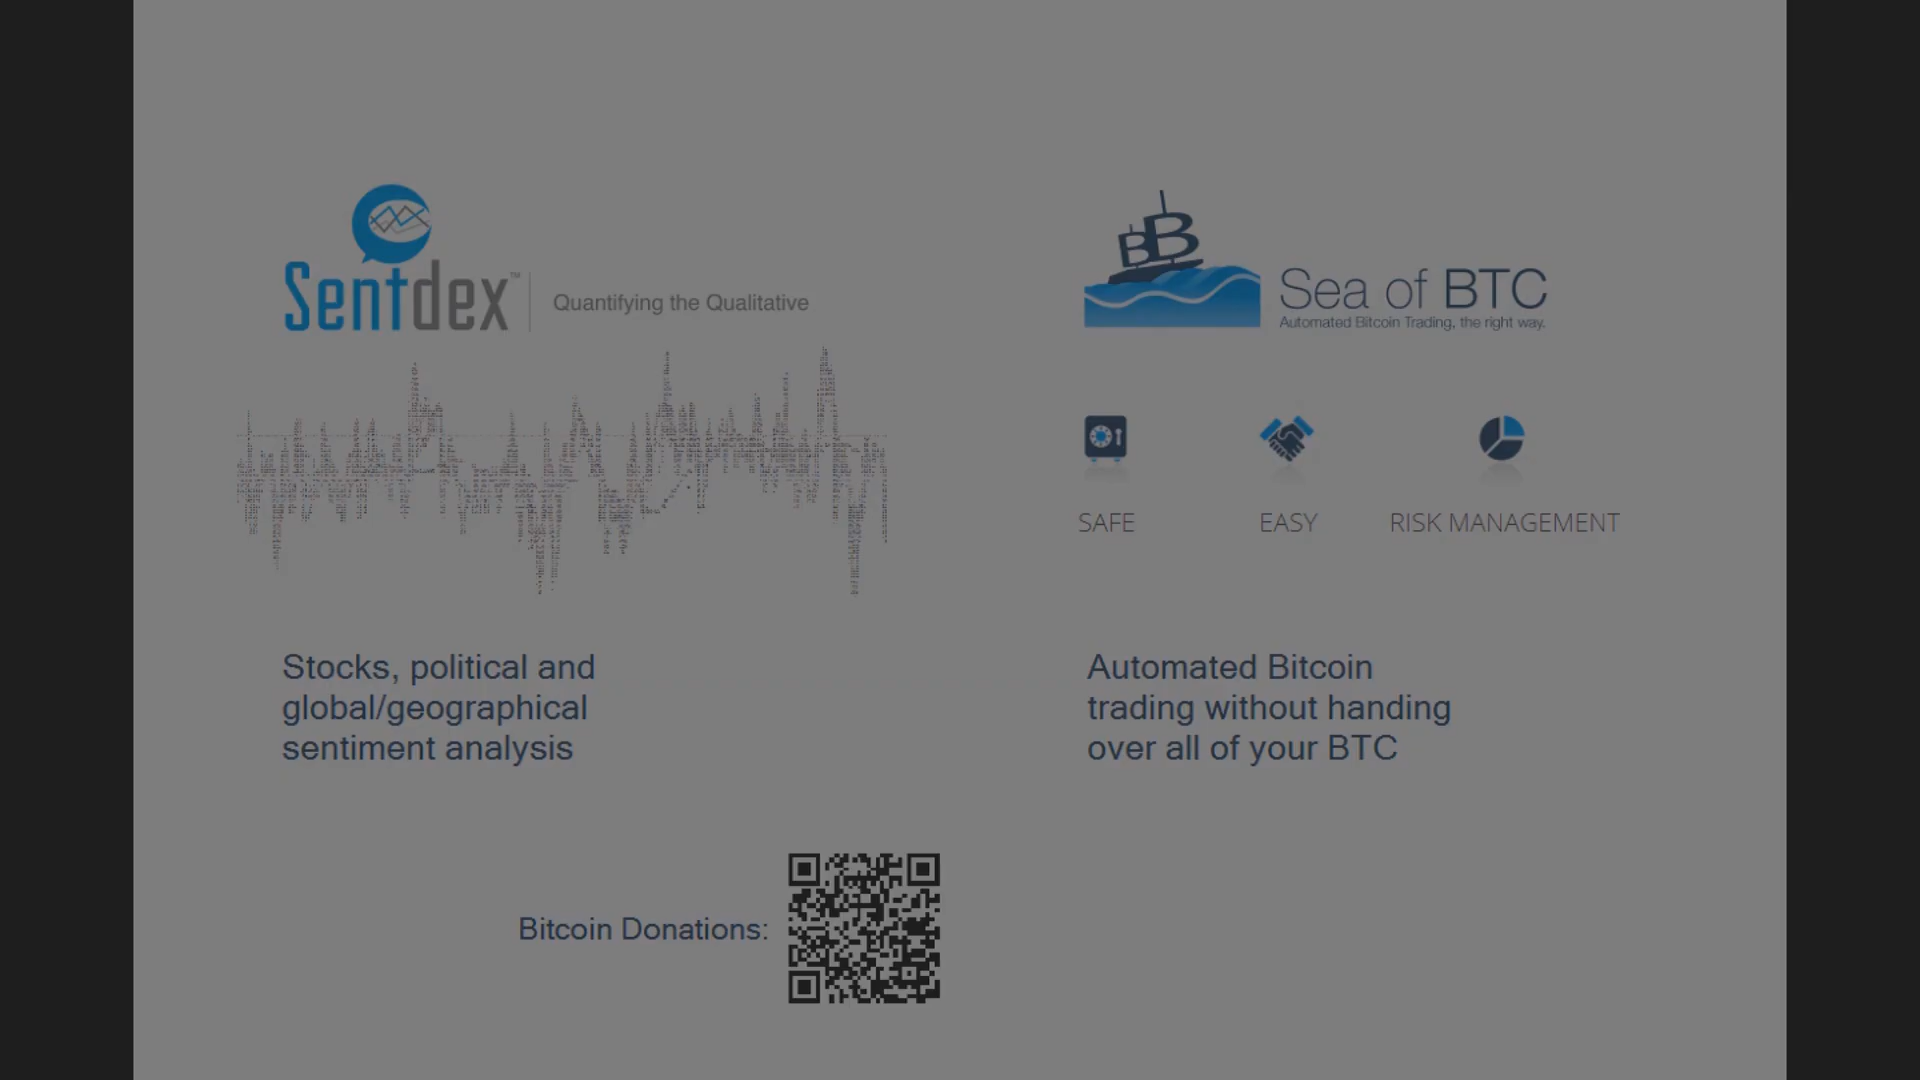 Sentdex™
Quantifying the Qualitative
Sea of BTC
Automated Bitcoin Trading, the right way.
SAFE
EASY
RISK MANAGEMENT
Stocks, political and
global/geographical
sentiment analysis
Automated Bitcoin
trading without handing
over all of your BTC
Bitcoin Donations: